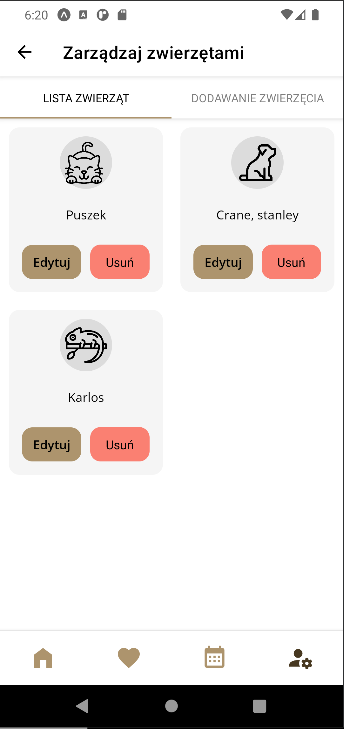 6:20
Zarządzaj zwierzętami
LISTA ZWIERZĄT
DODAWANIE ZWIERZĘCIA
Puszek
Edytuj
Usuń
Crane, stanley
Edytuj
Usuń
Karlos
Edytuj
Usuń